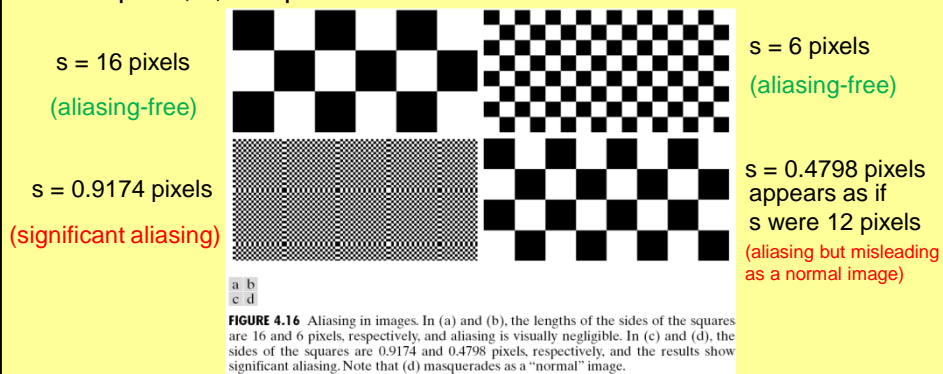 s = 16 pixels
(aliasing-free)
s = 6 pixels
(aliasing-free)
s = 0.9174 pixels
(significant aliasing)
s = 0.4798 pixels
appears as if
s were 12 pixels
(aliasing but misleading
as a normal image)
a b
c d
FIGURE 4.16 Aliasing in images. In (a) and (b), the lengths of the sides of the squares
are 16 and 6 pixels, respectively, and aliasing is visually negligible. In (c) and (d), the
sides of the squares are 0.9174 and 0.4798 pixels, respectively, and the results show
significant aliasing. Note that (d) masquerades as a “normal” image.